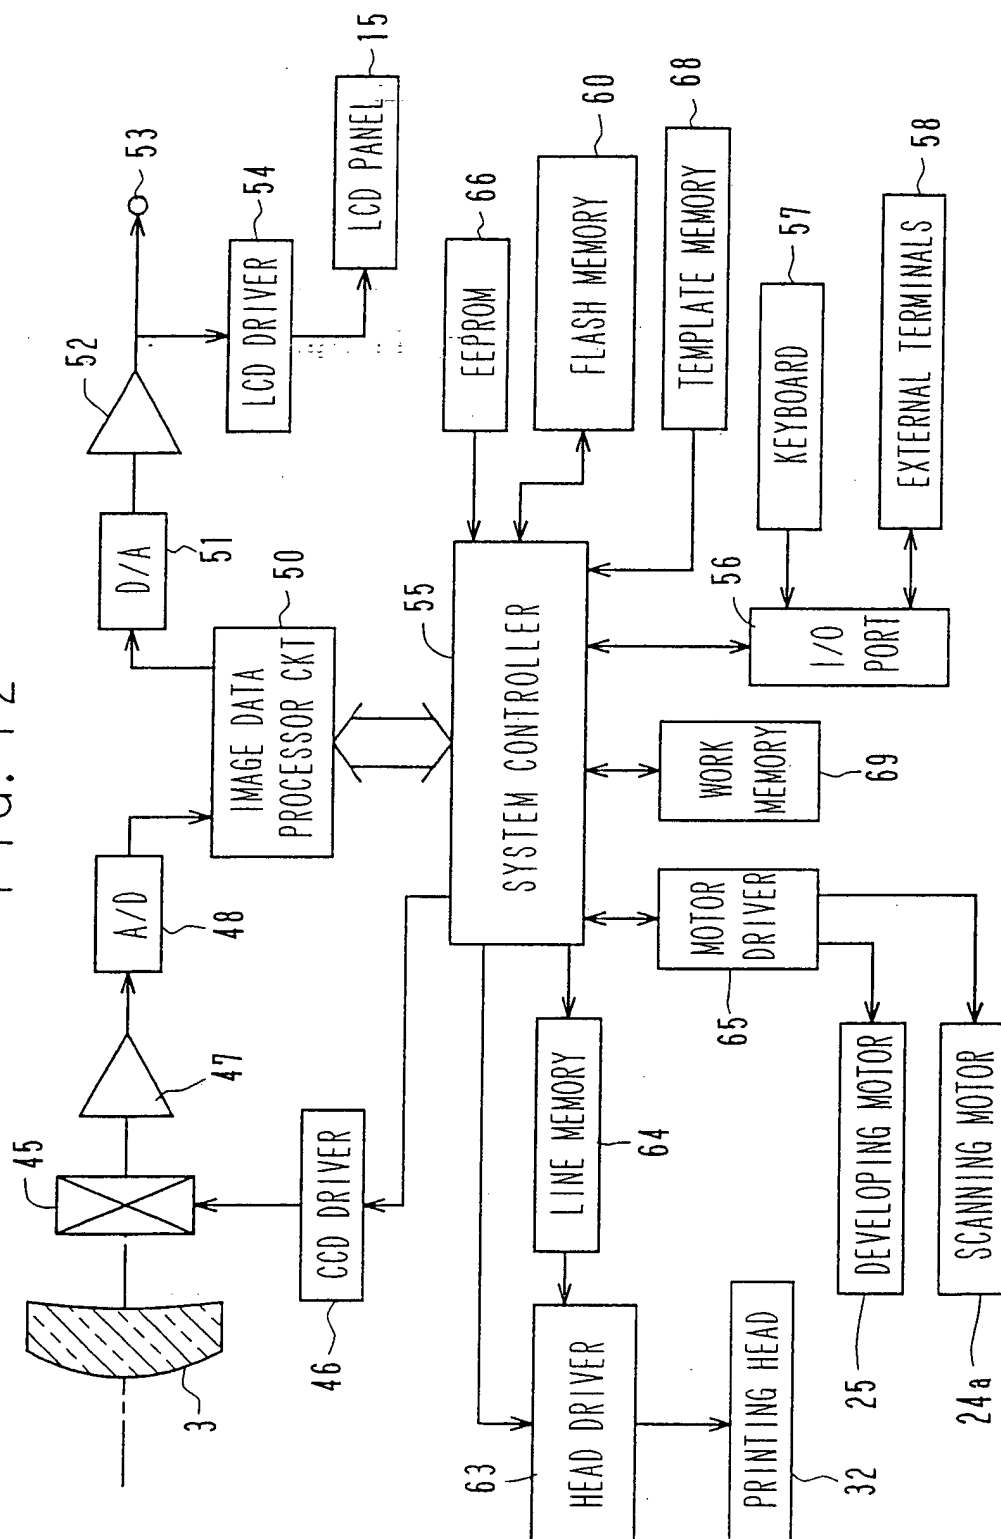 FIG. 12
3
45
47
A/D
48
IMAGE DATA
PROCESSOR CKT
50
D/A
51
52
53
LCD DRIVER
54
LCD PANEL
15
CCD DRIVER
46
SYSTEM CONTROLLER
55
EEPROM
66
FLASH MEMORY
60
TEMPLATE MEMORY
68
HEAD DRIVER
63
LINE MEMORY
64
MOTOR
DRIVER
65
WORK
MEMORY
69
I/O
PORT
56
KEYBOARD
57
EXTERNAL TERMINALS
58
PRINTING HEAD
32
DEVELOPING MOTOR
25
SCANNING MOTOR
24a